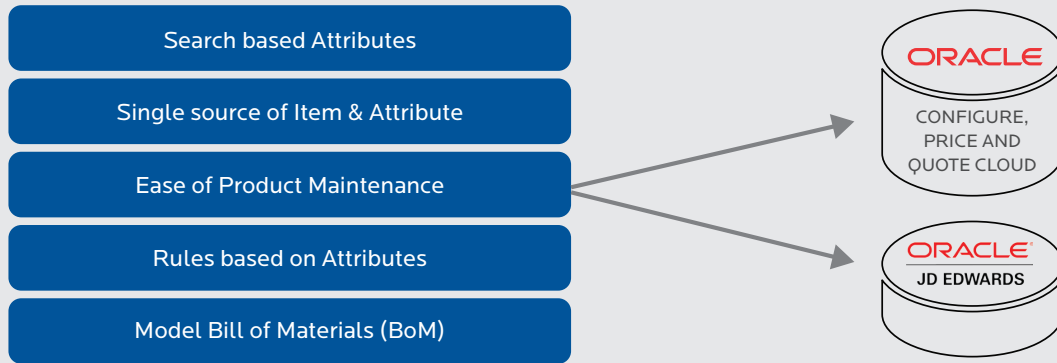 Search based Attributes
Single source of Item & Attribute
Ease of Product Maintenance
Rules based on Attributes
Model Bill of Materials (BoM)
ORACLE
CONFIGURE,
PRICE AND
QUOTE CLOUD
ORACLE®
JD EDWARDS